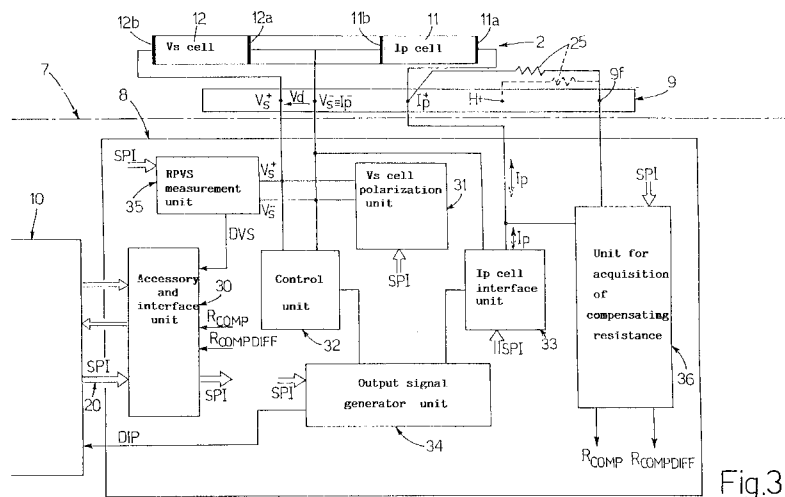 12b
12
12a
11b
11
11a
Vs cell
Ip cell
2
25
7
Vs+
Vd
Vs-≡Ip-
Ip+
H+
9f
9
8
SPI
RPVS
measurement
unit
35
Vs+
Vs-
Vs cell
polarization
unit
31
SPI
Ip
Ip
SPI
10
DVS
Accessory
and
interface
unit
30
RCOMP
RCOMPDIFF
SPI
20
SPI
Control
unit
32
Ip cell
interface
unit
33
SPI
Unit for
acquisition
of
compensating
resistance
36
SPI
Output signal
generator unit
34
DIP
RCOMP
RCOMPDIFF
Fig.3